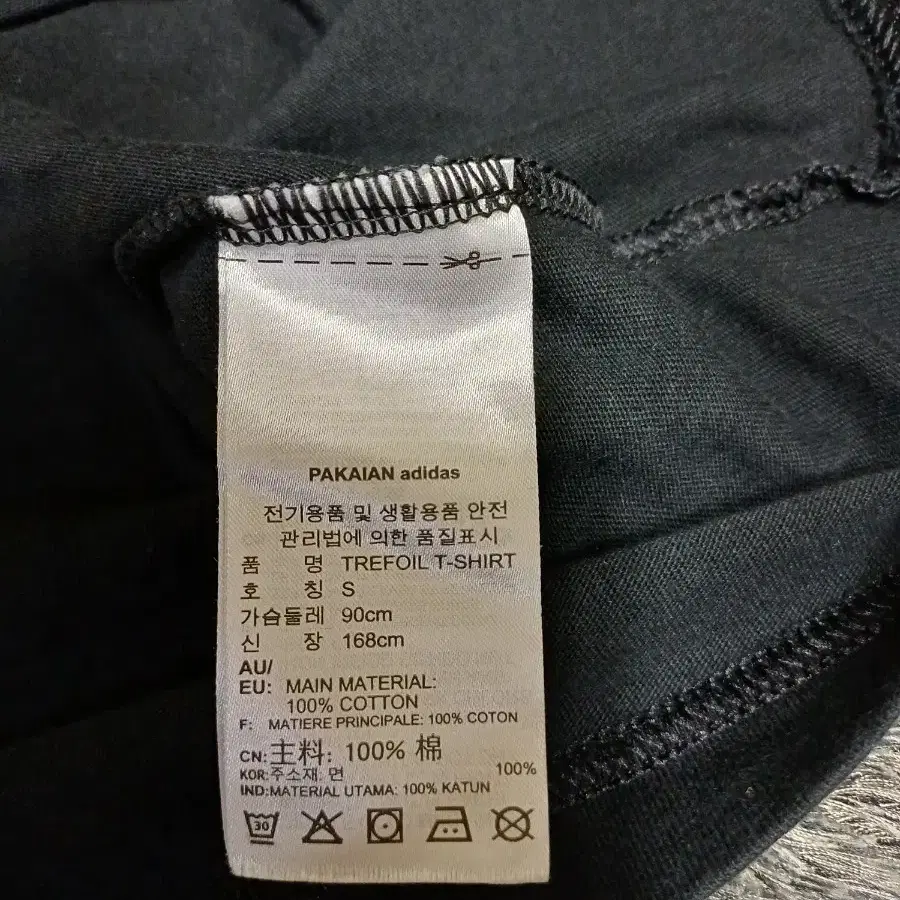 PAKAIAN adidas
전기용품 및 생활용품 안전
관리법에 의한 품질표시
품 명 TREFOIL T-SHIRT
호 칭 S
가슴둘레 90cm
신 장 168cm
AU/
EU: MAIN MATERIAL:
100% COTTON
F: MATIERE PRINCIPALE: 100% COTON
CN:主料: 100% 棉
KOR:주소재: 면 100%
IND:MATERIAL UTAMA: 100% KATUN
30